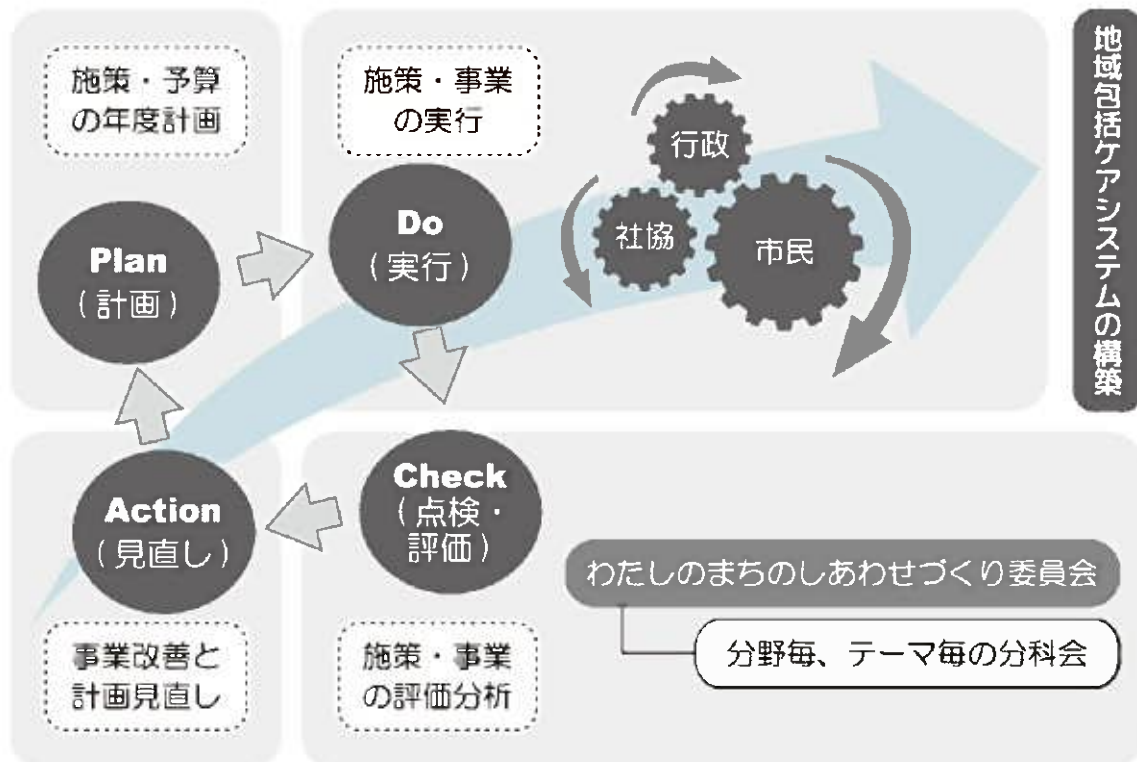 施策・予算
の年度計画
施策・事業
の実行
行政
社協
市民
Plan
（計画）
Do
（実行）
地域包括ケアシステムの構築
Action
（見直し）
Check
（点検・
評価）
わたしのまちのしあわせづくり委員会
分野毎、テーマ毎の分科会
事業改善と
計画見直し
施策・事業
の評価分析